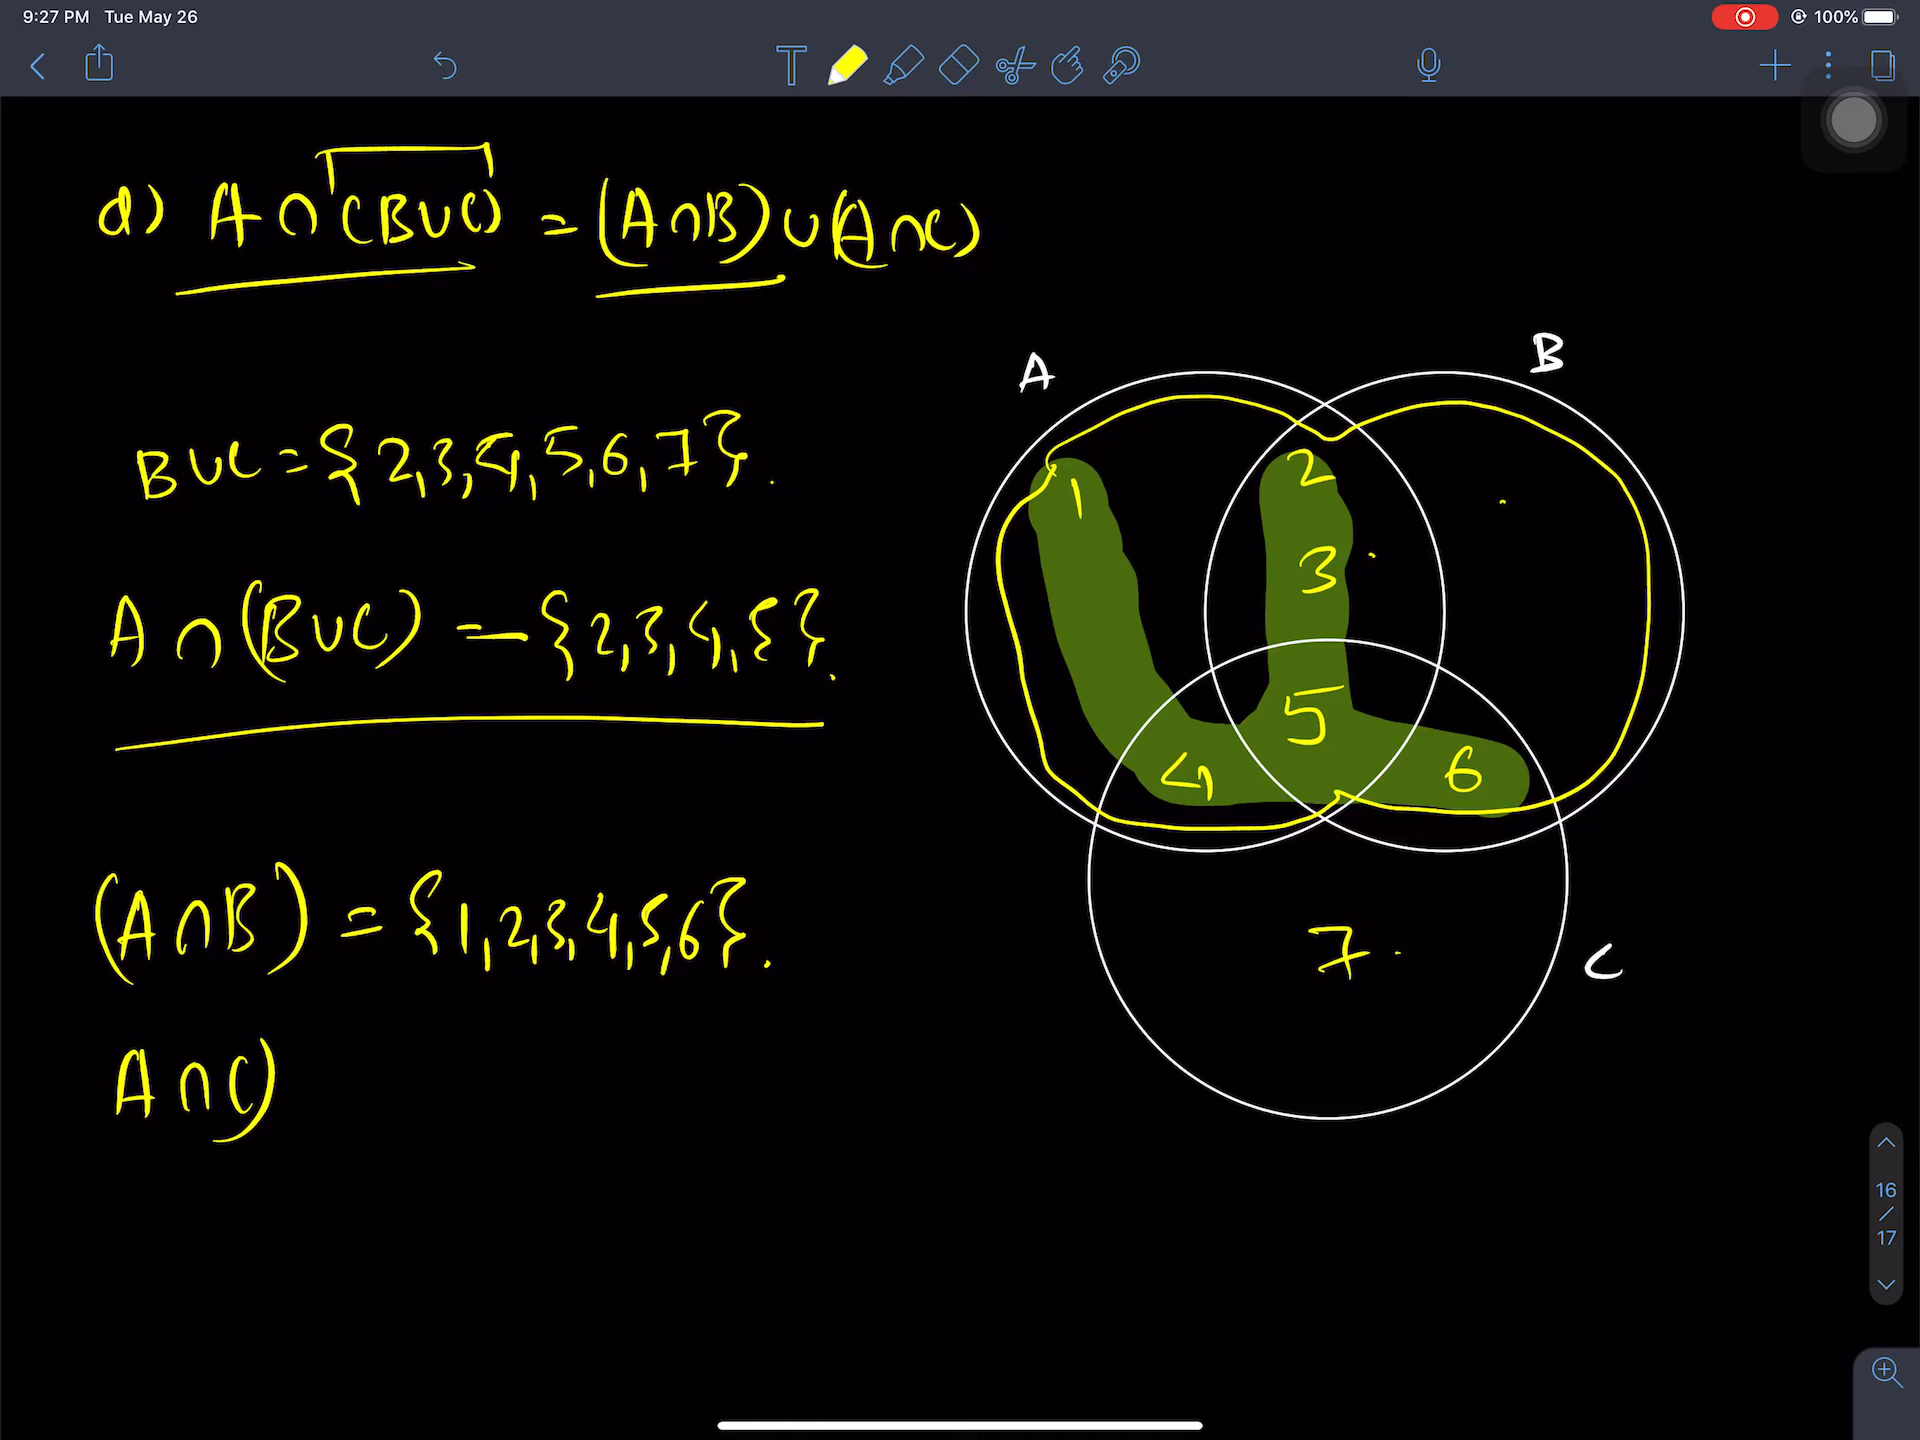 9:27 PM Tue May 26
100%
d) A∩(B∪C) = (A∩B)∪(A∩C)
A
B
B∪C = {2,3,4,5,6,7}.
1
2
3
A∩(B∪C) = {2,3,4,5}.
5
4
6
(A∩B) = {1,2,3,4,5,6}.
7
C
A∩C)
16
/
17